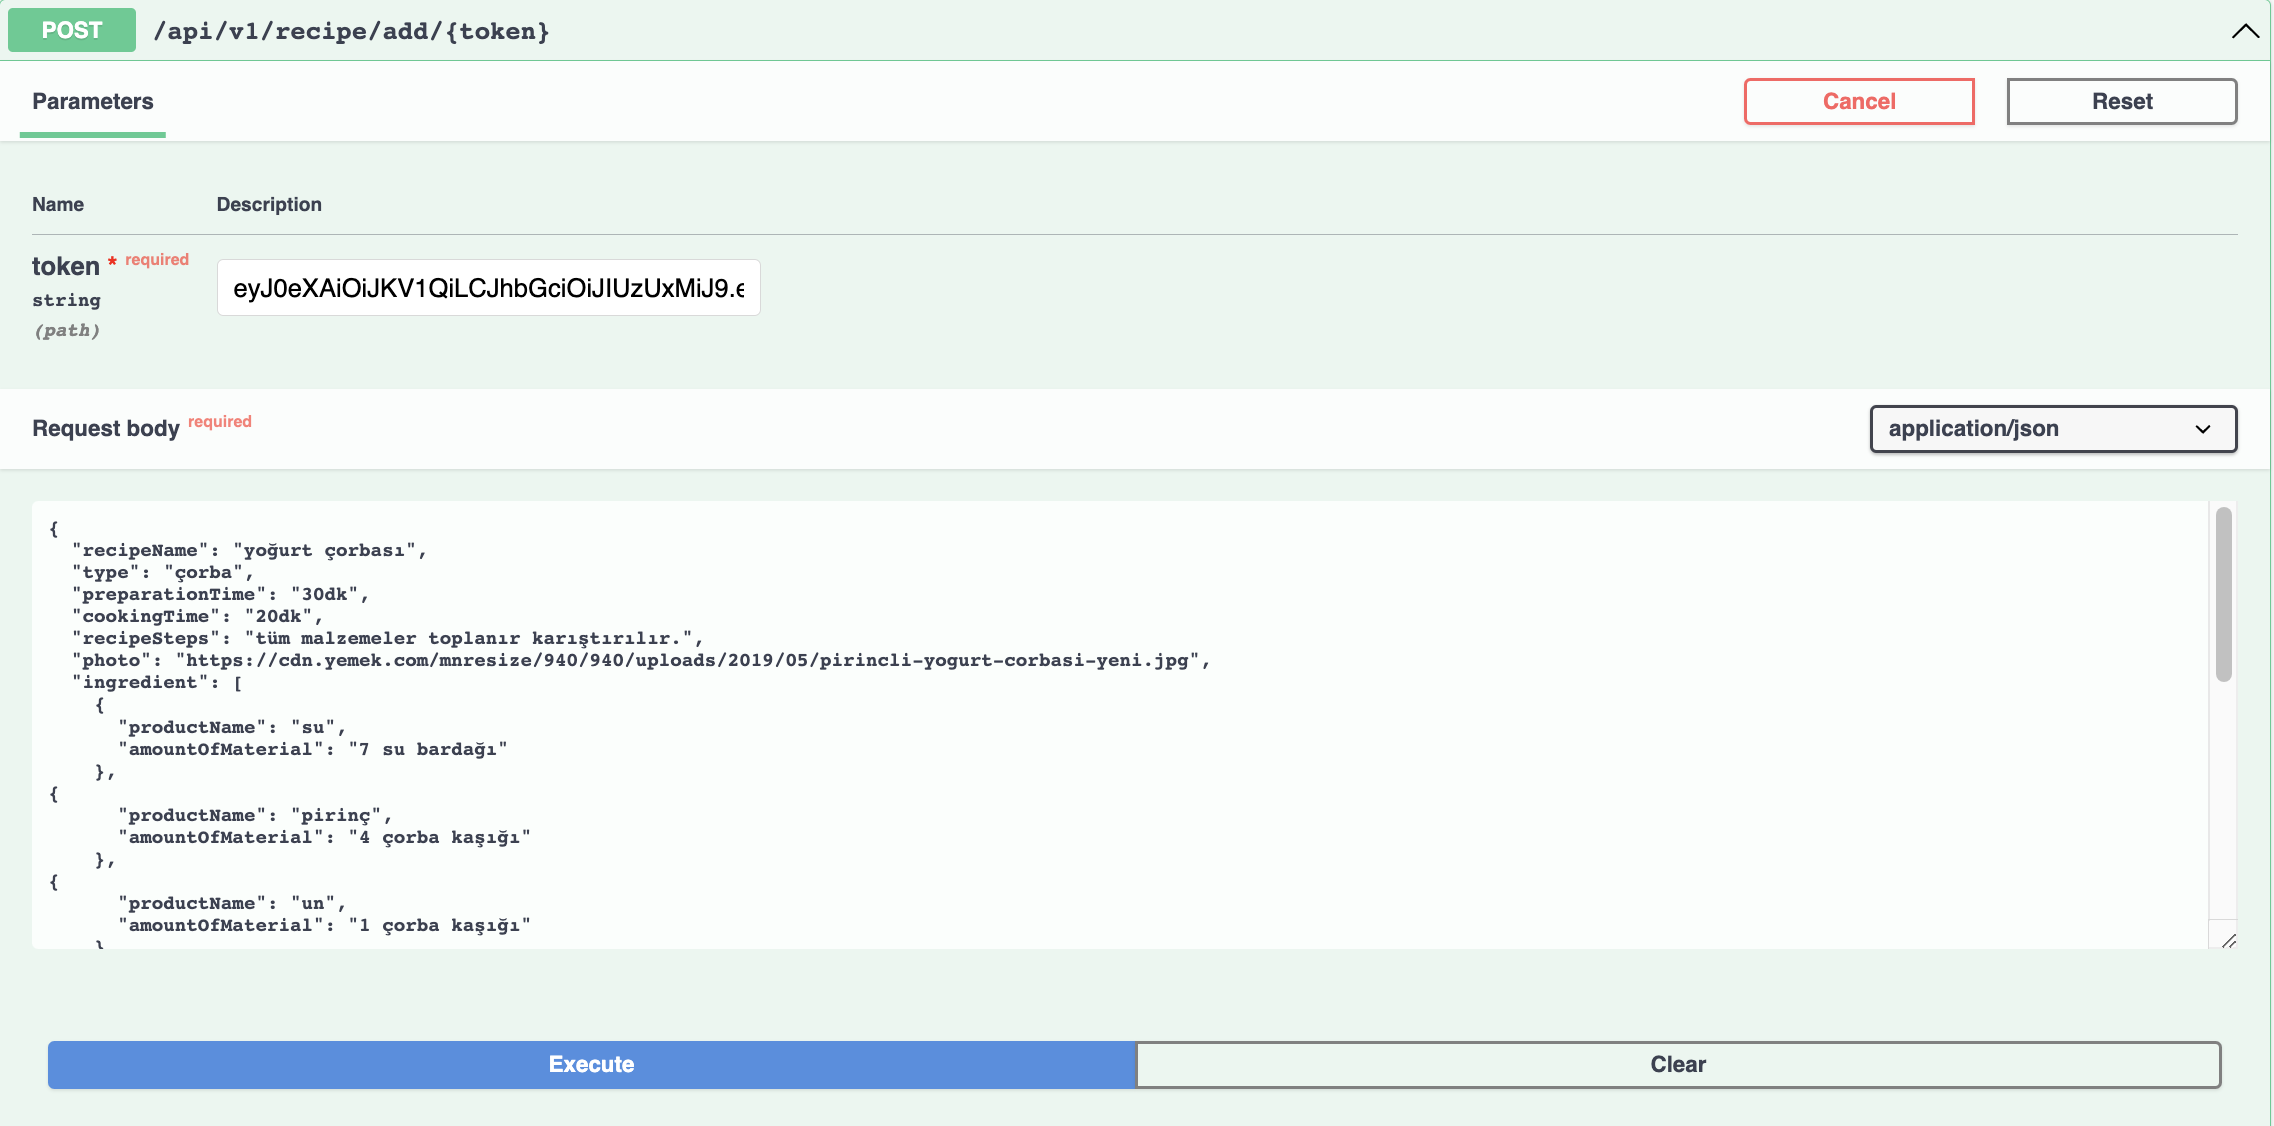 POST /api/v1/recipe/add/{token}
Parameters
Cancel
Reset
Name Description
token * required
string
(path)
eyJ0eXAiOiJKV1QiLCJhbGciOiJIUzUxMiJ9.e
Request body required
application/json
{
"recipeName": "yoğurt çorbası",
"type": "çorba",
"preparationTime": "30dk",
"cookingTime": "20dk",
"recipeSteps": "tüm malzemeler toplanır karıştırılır.",
"photo": "https://cdn.yemek.com/mnresize/940/940/uploads/2019/05/pirincli-yogurt-corbasi-yeni.jpg",
"ingredient": [
{
"productName": "su",
"amountOfMaterial": "7 su bardağı"
},
{
"productName": "pirinç",
"amountOfMaterial": "4 çorba kaşığı"
},
{
"productName": "un",
"amountOfMaterial": "1 çorba kaşığı"
}
Execute
Clear